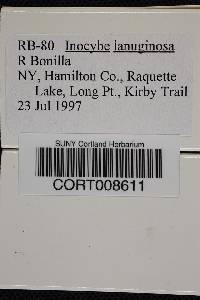 RB-80 Inocybe lanuginosa
R Bonilla
NY, Hamilton Co., Raquette
Lake, Long Pt., Kirby Trail
23 Jul 1997
SUNY Cortland Herbarium
CORT008611